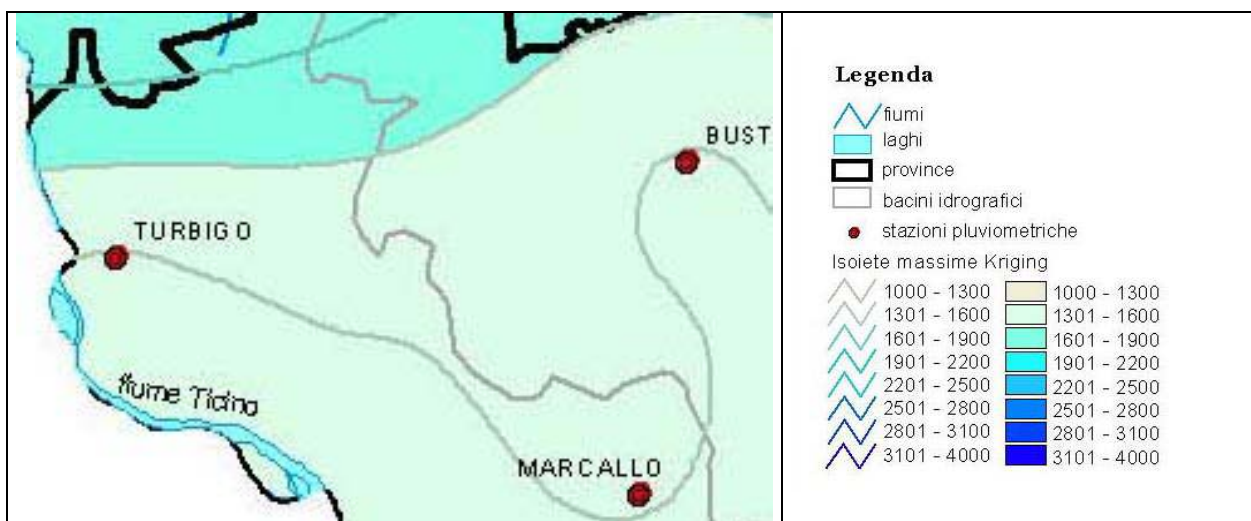 BUST
TURBIGO
fiume Ticino
MARCALLO
Legenda
fiumi
laghi
province
bacini idrografici
stazioni pluviometriche
Isoiete massime Kriging
1000 - 1300 1000 - 1300
1301 - 1600 1301 - 1600
1601 - 1900 1601 - 1900
1901 - 2200 1901 - 2200
2201 - 2500 2201 - 2500
2501 - 2800 2501 - 2800
2801 - 3100 2801 - 3100
3101 - 4000 3101 - 4000